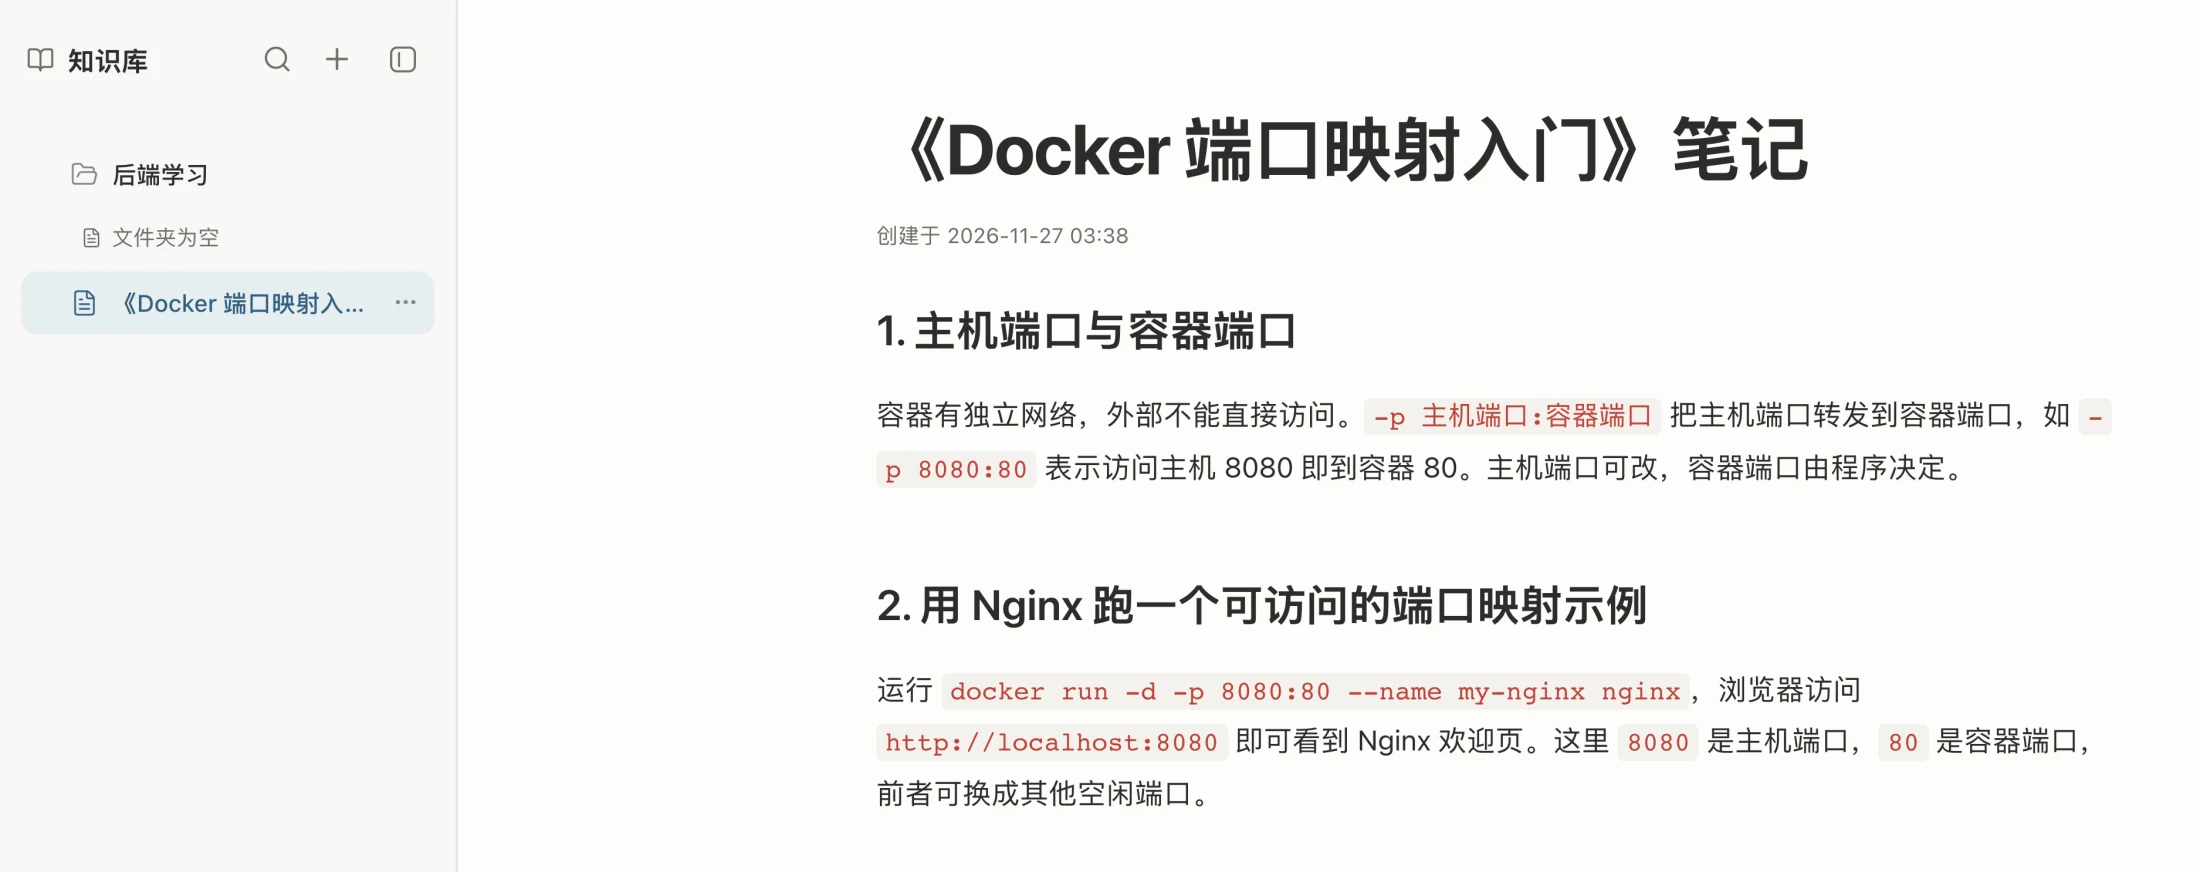 知识库
后端学习
文件夹为空
《Docker 端口映射入...
《Docker 端口映射入门》笔记
创建于 2026-11-27 03:38
1. 主机端口与容器端口
容器有独立网络，外部不能直接访问。-p 主机端口:容器端口 把主机端口转发到容器端口，如 -
p 8080:80 表示访问主机 8080 即到容器 80。主机端口可改，容器端口由程序决定。
2. 用 Nginx 跑一个可访问的端口映射示例
运行 docker run -d -p 8080:80 --name my-nginx nginx，浏览器访问
http://localhost:8080 即可看到 Nginx 欢迎页。这里 8080 是主机端口，80 是容器端口，
前者可换成其他空闲端口。